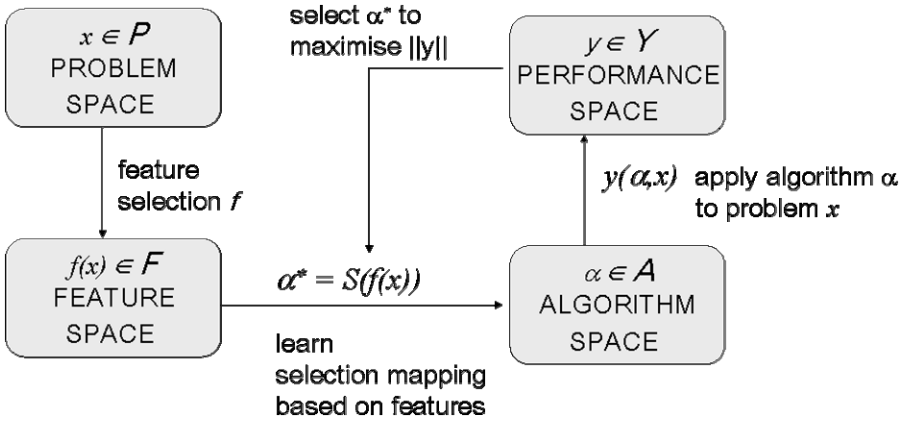 x ∈ P
PROBLEM
SPACE
select α* to
maximise ||y||
y ∈ Y
PERFORMANCE
SPACE
feature
selection f
y(α,x) apply algorithm α
to problem x
f(x) ∈ F
FEATURE
SPACE
α* = S(f(x))
α ∈ A
ALGORITHM
SPACE
learn
selection mapping
based on features